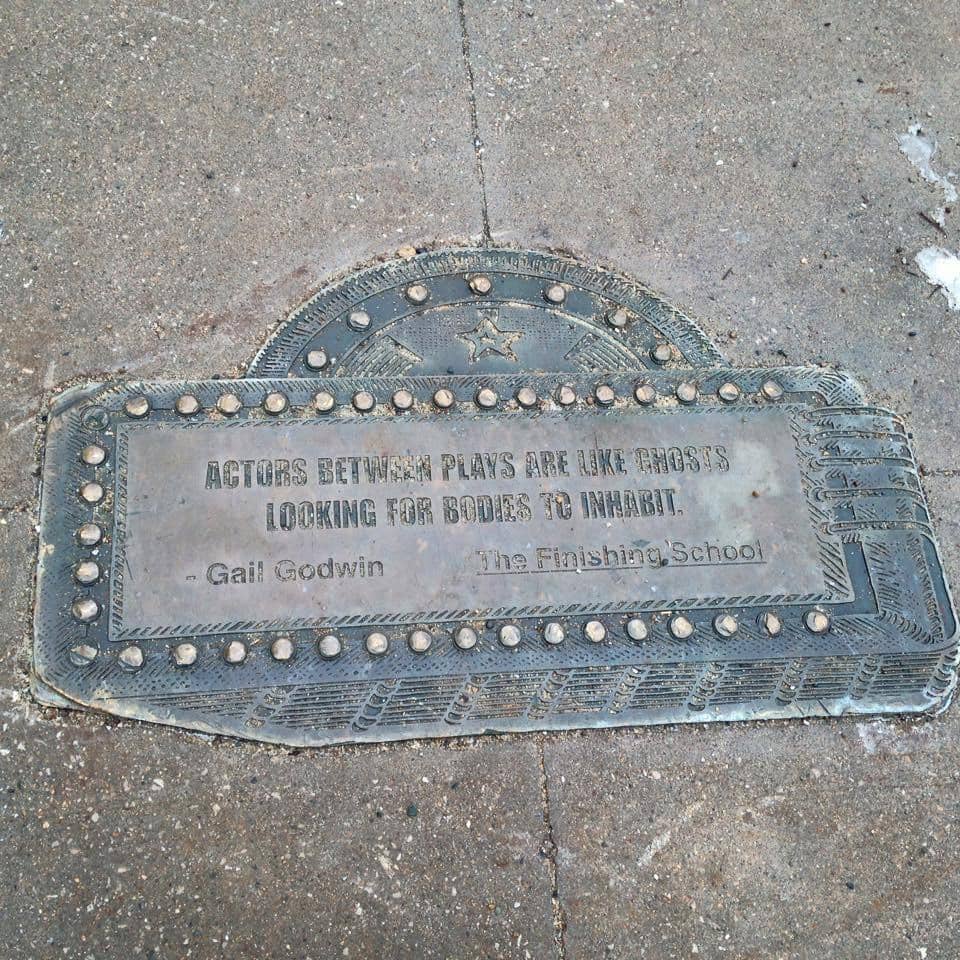 ACTORS BETWEEN PLAYS ARE LIKE GHOSTS
LOOKING FOR BODIES TO INHABIT.
- Gail Godwin The Finishing School